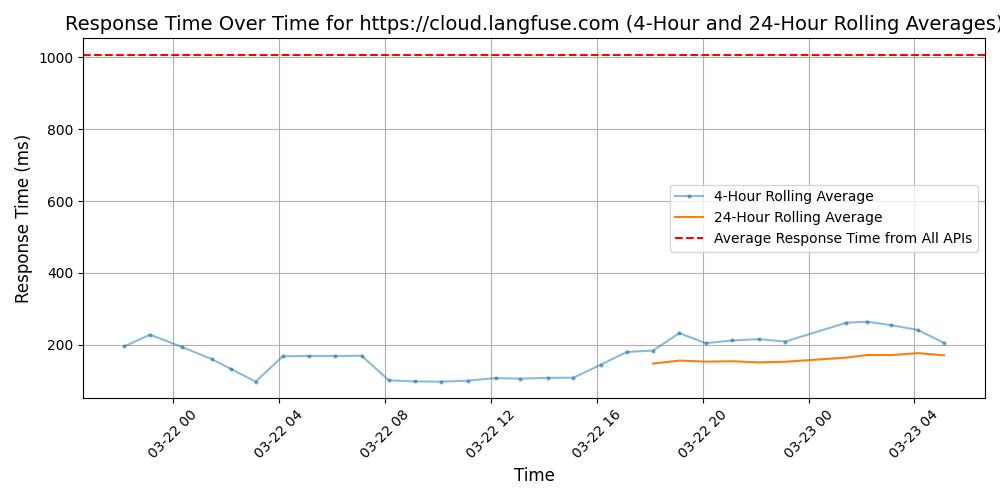 Response Time Over Time for https://cloud.langfuse.com (4-Hour and 24-Hour Rolling Averages)
Response Time (ms)
1000
800
600
400
200
4-Hour Rolling Average
24-Hour Rolling Average
Average Response Time from All APIs
03-22 00
03-22 04
03-22 08
03-22 12
03-22 16
03-22 20
03-23 00
03-23 04
Time